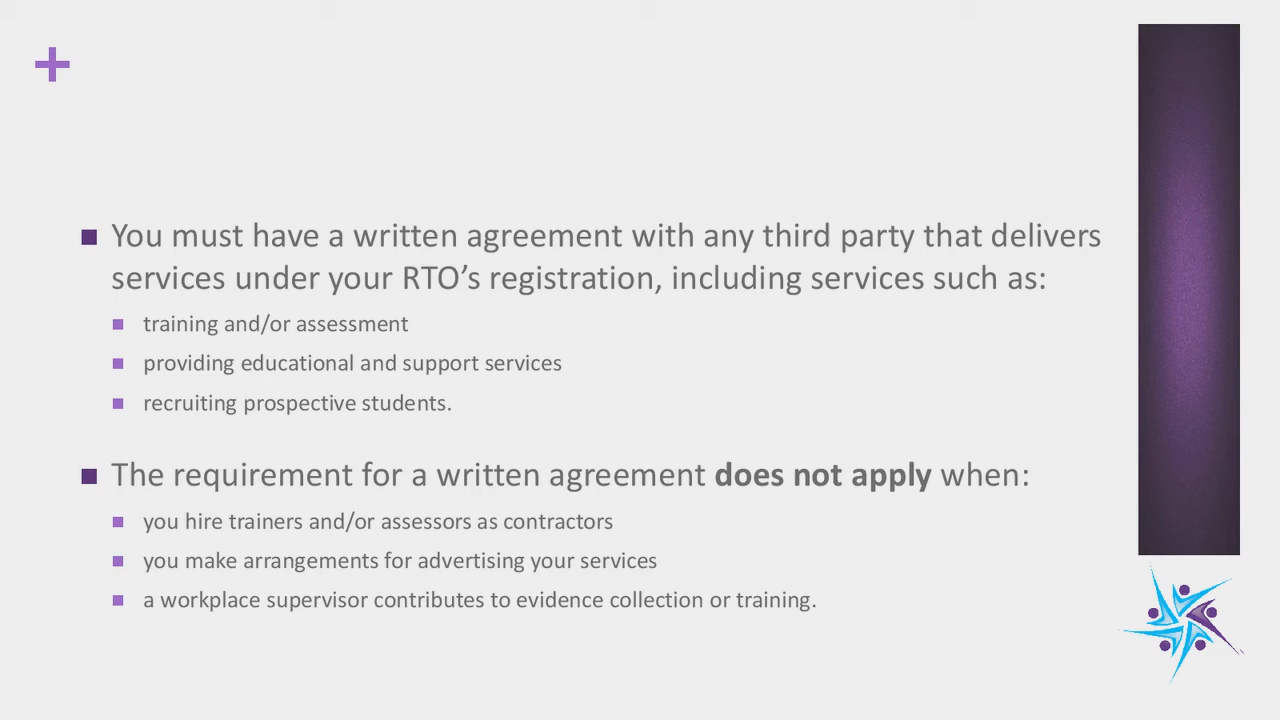 You must have a written agreement with any third party that delivers
services under your RTO’s registration, including services such as:
training and/or assessment
providing educational and support services
recruiting prospective students.
The requirement for a written agreement does not apply when:
you hire trainers and/or assessors as contractors
you make arrangements for advertising your services
a workplace supervisor contributes to evidence collection or training.